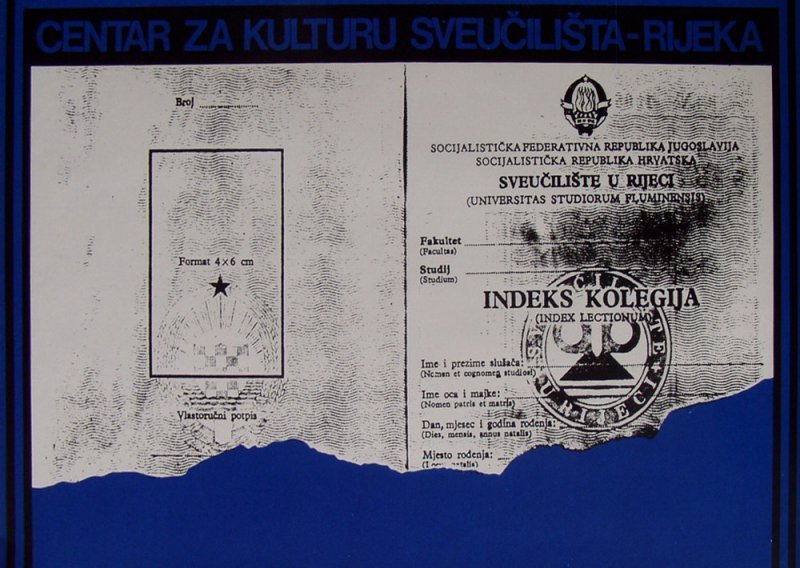 CENTAR ZA KULTURU SVEUČILIŠTA-RIJEKA
Broj
Format 4×6 cm
Vlastoručni potpis
SOCIJALISTIČKA FEDERATIVNA REPUBLIKA JUGOSLAVIJA
SOCIJALISTIČKA REPUBLIKA HRVATSKA
SVEUČILIŠTE U RIJECI
(UNIVERSITAS STUDIORUM FLUMINENSIS)
Fakultet
(Facultas)
Studij
(Studium)
INDEKS KOLEGIJA
(INDEX LECTIONUM)
Ime i prezime slušača:
(Nomen et cognomen studiosi)
Ime oca i majke:
(Nomen patris et matris)
Dan, mjesec i godina rođenja:
(Dies, mensis, annus natalis)
Mjesto rođenja:
SVEUČILIŠTE U RIJECI